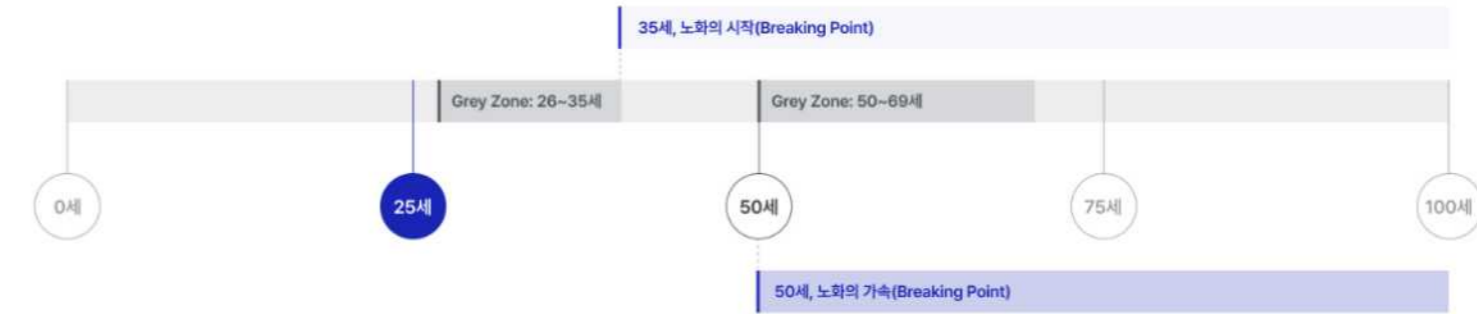 35세, 노화의 시작(Breaking Point)
Grey Zone: 26~35세
Grey Zone: 50~69세
0세
25세
50세
75세
100세
50세, 노화의 가속(Breaking Point)